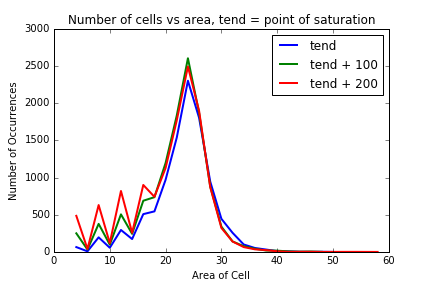 Number of cells vs area, tend = point of saturation
tend
tend + 100
tend + 200
Number of Occurrences
3000
2500
2000
1500
1000
500
0
0 10 20 30 40 50 60
Area of Cell